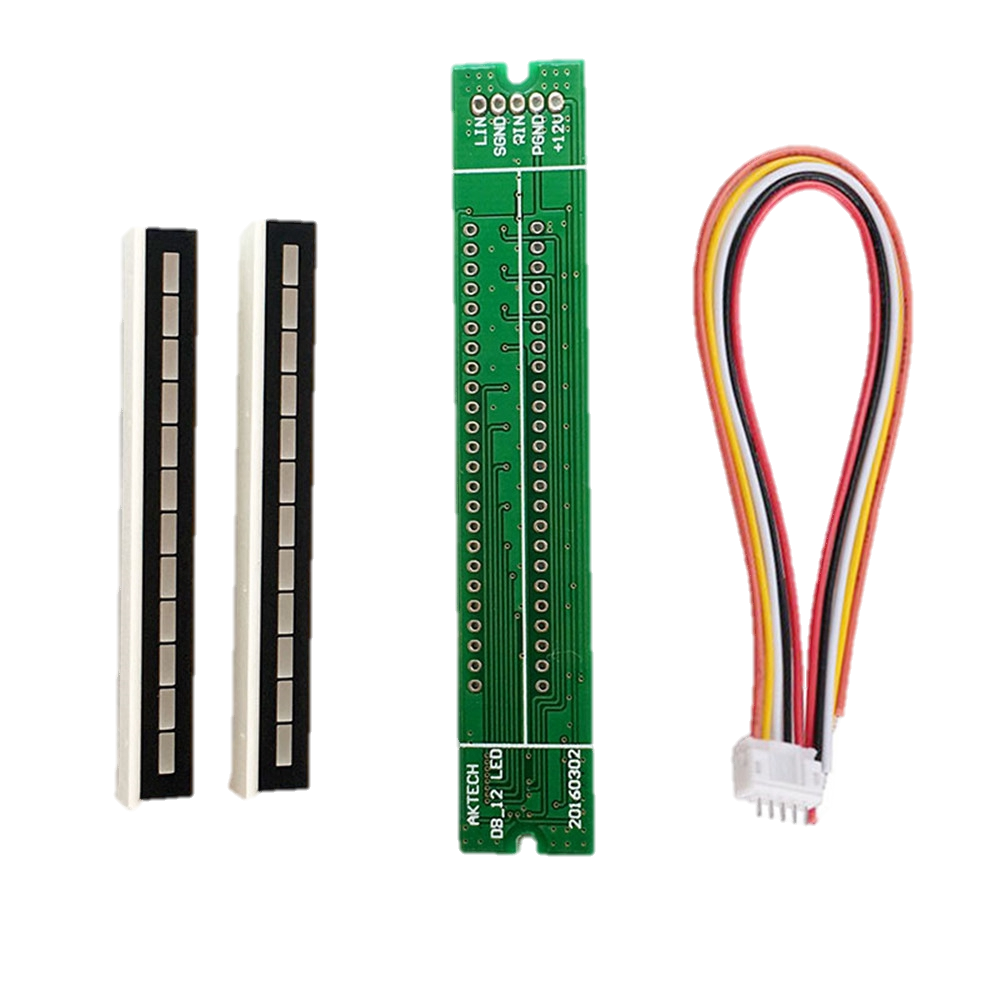 LIN
SGND
RIN
PGND
+12V
AKTECH
DB_12 LED
20160302